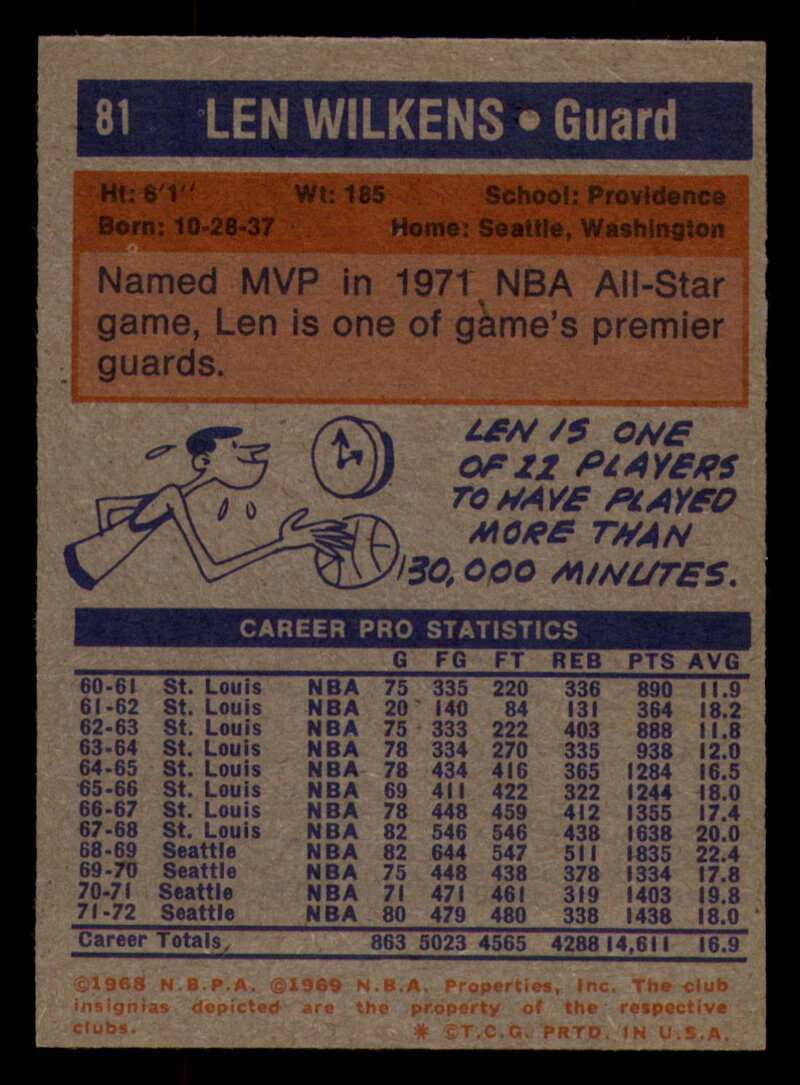 81 LEN WILKENS • Guard
Ht: 6'1" Wt: 185 School: Providence
Born: 10-28-37 Home: Seattle, Washington
Named MVP in 1971 NBA All-Star
game, Len is one of game's premier
guards.
LEN IS ONE
OF 22 PLAYERS
TO HAVE PLAYED
MORE THAN
30,000 MINUTES.
CAREER PRO STATISTICS
G FG FT REB PTS AVG
60-61 St. Louis NBA 75 335 220 336 890 11.9
61-62 St. Louis NBA 20 140 84 131 364 18.2
62-63 St. Louis NBA 75 333 222 403 888 11.8
63-64 St. Louis NBA 78 334 270 335 938 12.0
64-65 St. Louis NBA 78 434 416 365 1284 16.5
65-66 St. Louis NBA 69 411 422 322 1244 18.0
66-67 St. Louis NBA 78 448 459 412 1355 17.4
67-68 St. Louis NBA 82 546 546 438 1638 20.0
68-69 Seattle NBA 82 644 547 511 1835 22.4
69-70 Seattle NBA 75 448 438 378 1334 17.8
70-71 Seattle NBA 71 471 461 319 1403 19.8
71-72 Seattle NBA 80 479 480 338 1438 18.0
Career Totals 863 5023 4565 4288 14,611 16.9
©1968 N.B.P.A. ©1969 N.B.A. Properties, Inc. The club
insignias depicted are the property of the respective
clubs. * ©T.C.G. PRTD. IN U.S.A.